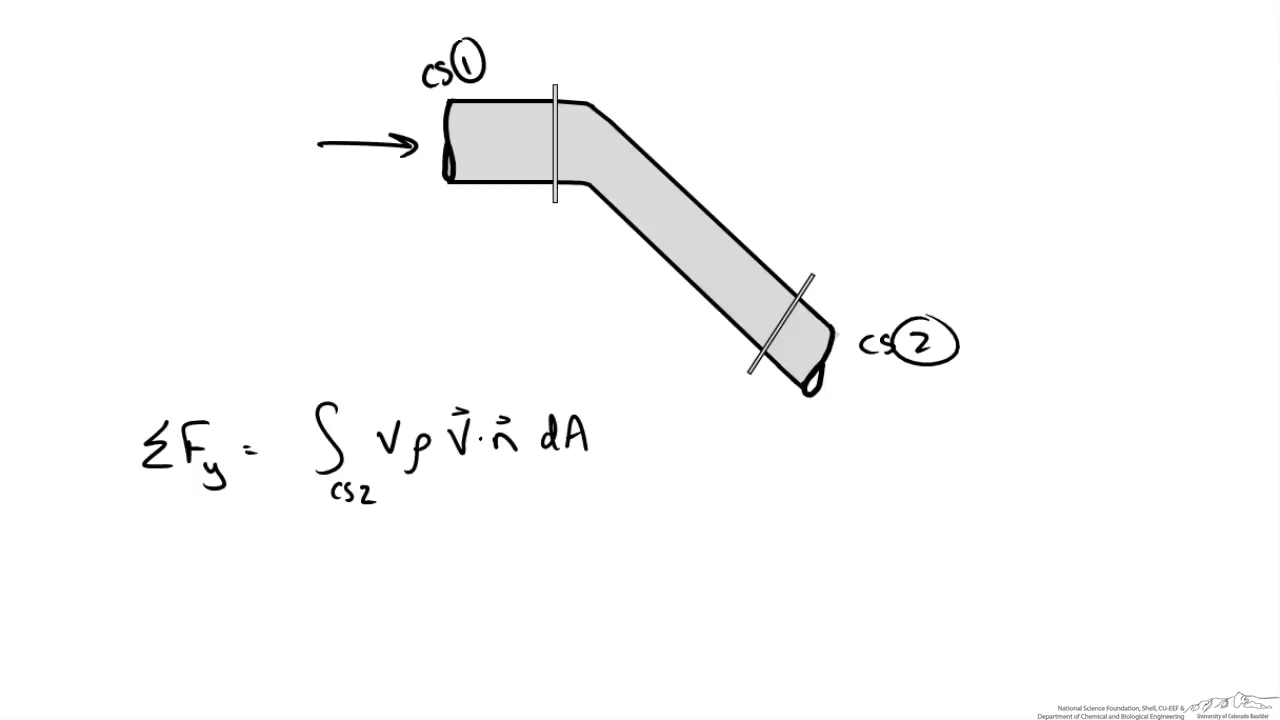 cs①
cs②
ΣFy = ∫cs2 Vρ V⃗·n⃗ dA
National Science Foundation, Shell, CU-EEF &
Department of Chemical and Biological Engineering
University of Colorado Boulder